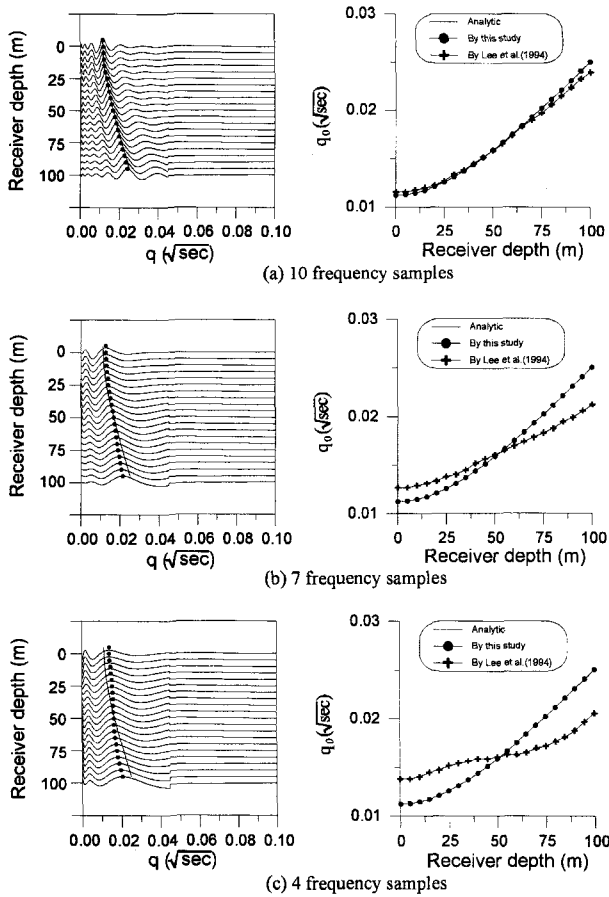 Receiver depth (m)
0
25
50
75
100
0.00 0.02 0.04 0.06 0.08 0.10
q (√sec)
q₀(√sec)
0.03
0.02
0.01
Analytic
By this study
By Lee et al.(1994)
0 25 50 75 100
Receiver depth (m)
(a) 10 frequency samples
Receiver depth (m)
0
25
50
75
100
0.00 0.02 0.04 0.06 0.08 0.10
q (√sec)
q₀(√sec)
0.03
0.02
0.01
Analytic
By this study
By Lee et al.(1994)
0 25 50 75 100
Receiver depth (m)
(b) 7 frequency samples
Receiver depth (m)
0
25
50
75
100
0.00 0.02 0.04 0.06 0.08 0.10
q (√sec)
q₀(√sec)
0.03
0.02
0.01
Analytic
By this study
By Lee et al.(1994)
0 25 50 75 100
Receiver depth (m)
(c) 4 frequency samples